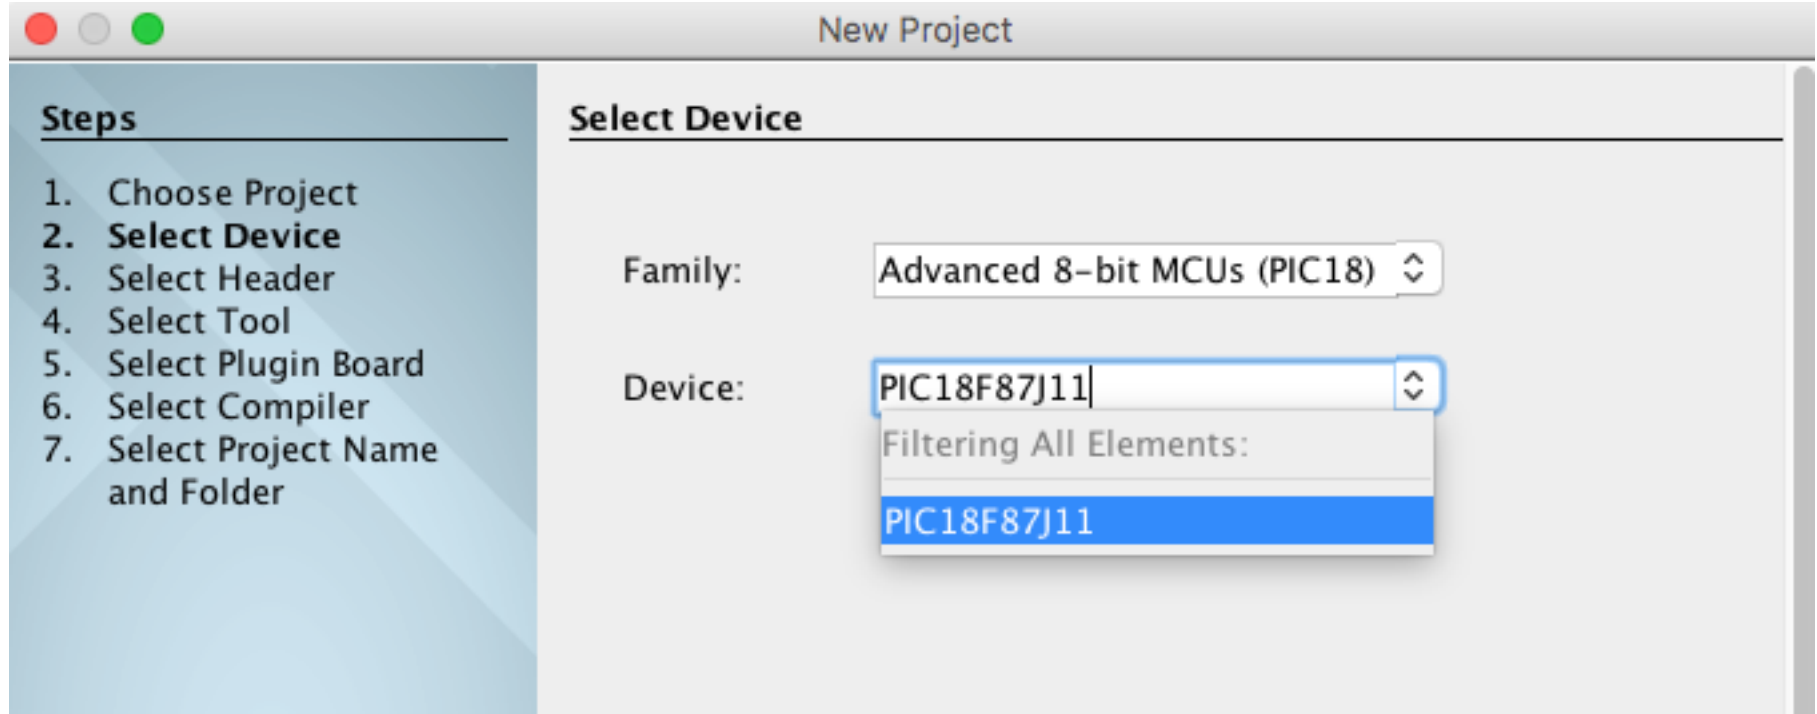 New Project
Steps
1. Choose Project
2. Select Device
3. Select Header
4. Select Tool
5. Select Plugin Board
6. Select Compiler
7. Select Project Name
and Folder
Select Device
Family: Advanced 8-bit MCUs (PIC18)
Device: PIC18F87J11
Filtering All Elements:
PIC18F87J11